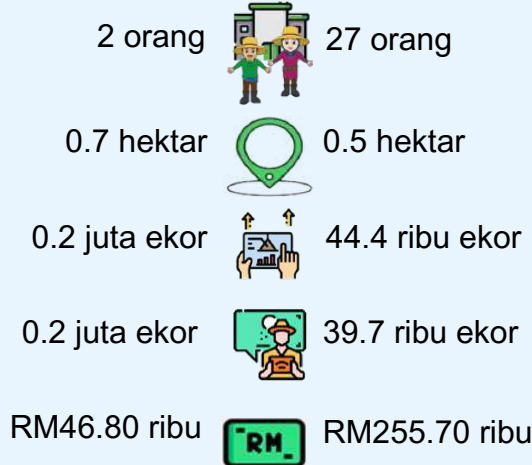 2 orang 27 orang
0.7 hektar 0.5 hektar
0.2 juta ekor 44.4 ribu ekor
0.2 juta ekor 39.7 ribu ekor
RM46.80 ribu RM RM255.70 ribu